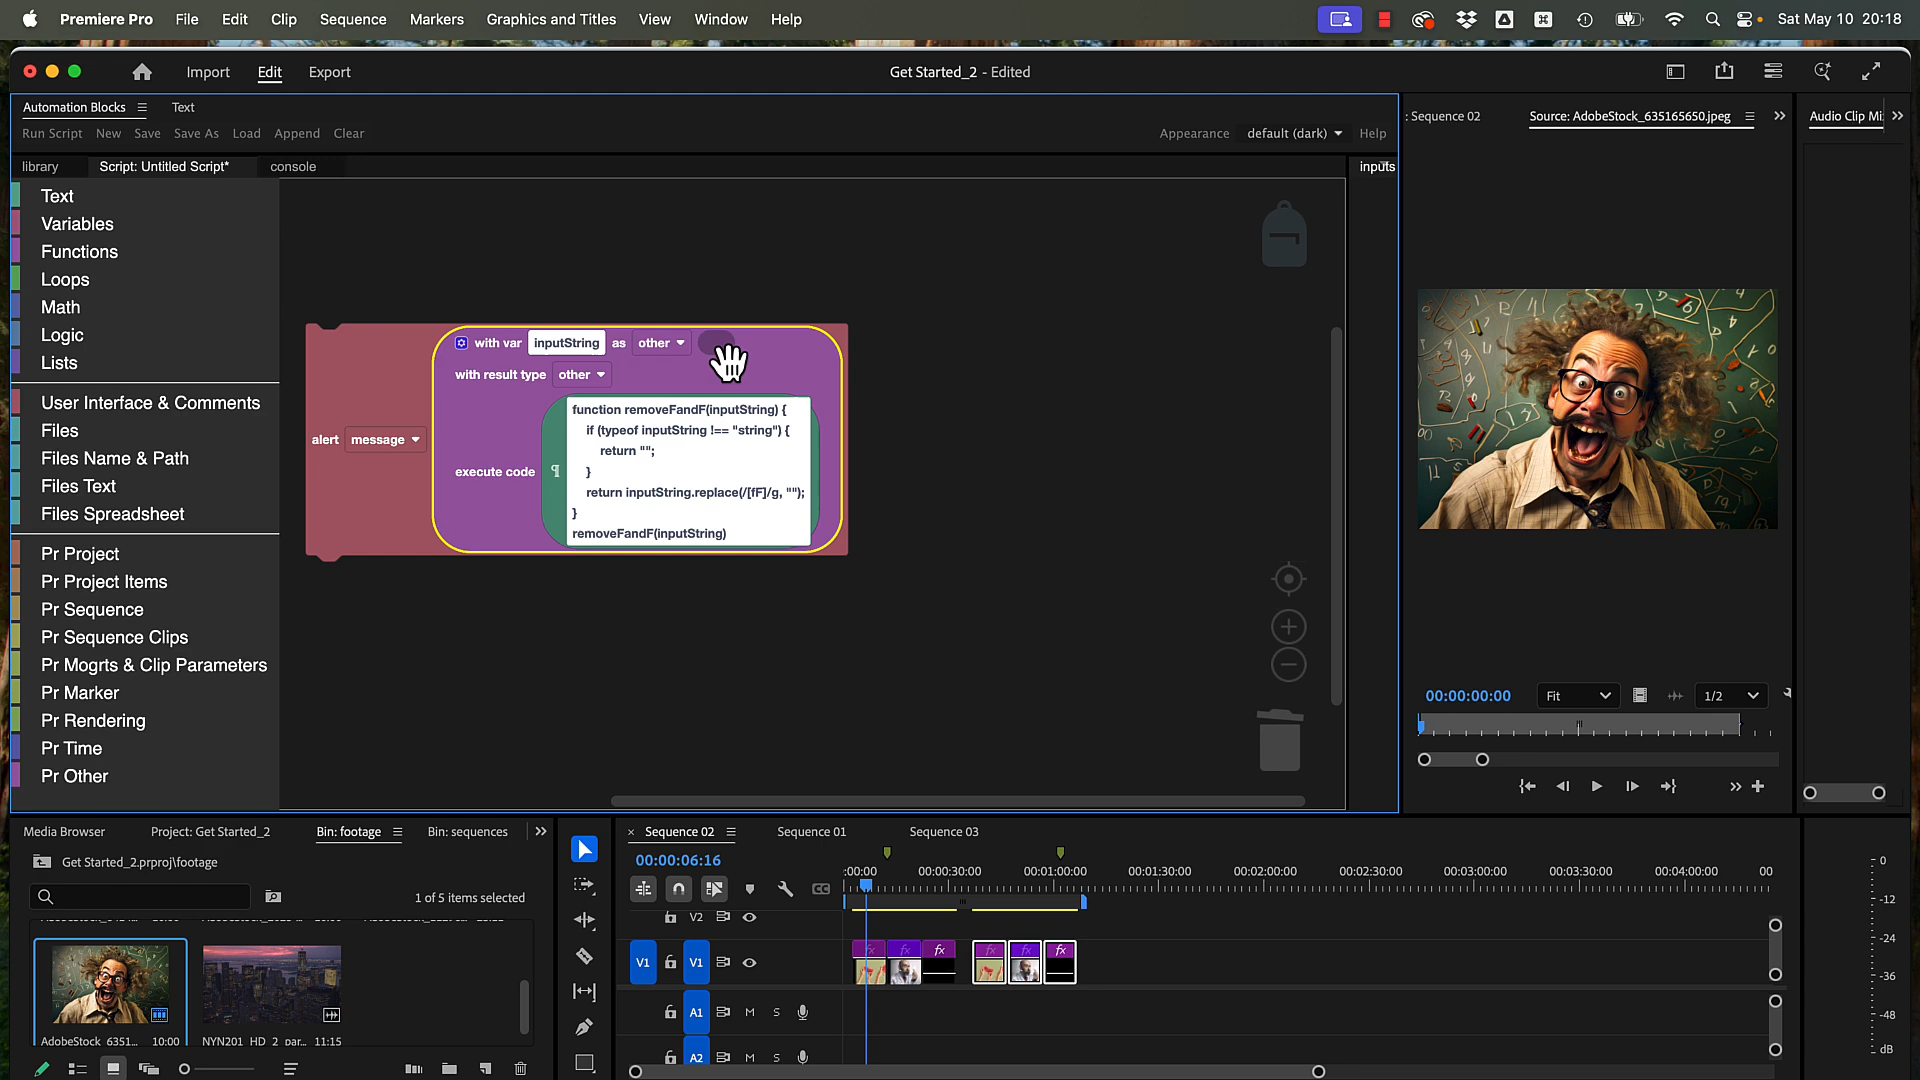 Premiere Pro File Edit Clip Sequence Markers Graphics and Titles View Window Help Sat May 10 20:18
Import Edit Export Get Started_2 - Edited
Automation Blocks Text
Run Script New Save Save As Load Append Clear Appearance default (dark) Help
library Script: Untitled Script* console inputs
Text
Variables
Functions
Loops
Math
Logic
Lists
User Interface & Comments
Files
Files Name & Path
Files Text
Files Spreadsheet
Pr Project
Pr Project Items
Pr Sequence
Pr Sequence Clips
Pr Mogrts & Clip Parameters
Pr Marker
Pr Rendering
Pr Time
Pr Other
alert message
with var inputString as other
with result type other
execute code ¶
function removeFandF(inputString) {
if (typeof inputString !== "string") {
return "";
}
return inputString.replace(/[fF]/g, "");
}
removeFandF(inputString)
: Sequence 02 Source: AdobeStock_635165650.jpeg Audio Clip Mi
00:00:00:00 Fit 1/2
Media Browser Project: Get Started_2 Bin: footage Bin: sequences
Get Started_2.prproj\footage
1 of 5 items selected
AdobeStock_6351... 10:00 NYN201_HD_2_par... 11:15
× Sequence 02 Sequence 01 Sequence 03
00:00:06:16
:00:00 00:00:30:00 00:01:00:00 00:01:30:00 00:02:00:00 00:02:30:00 00:03:00:00 00:03:30:00 00:04:00:00 00
V2
V1 V1 fx fx fx fx fx fx
A1 M S
A2 M S
0
-12
-24
-36
-48
dB